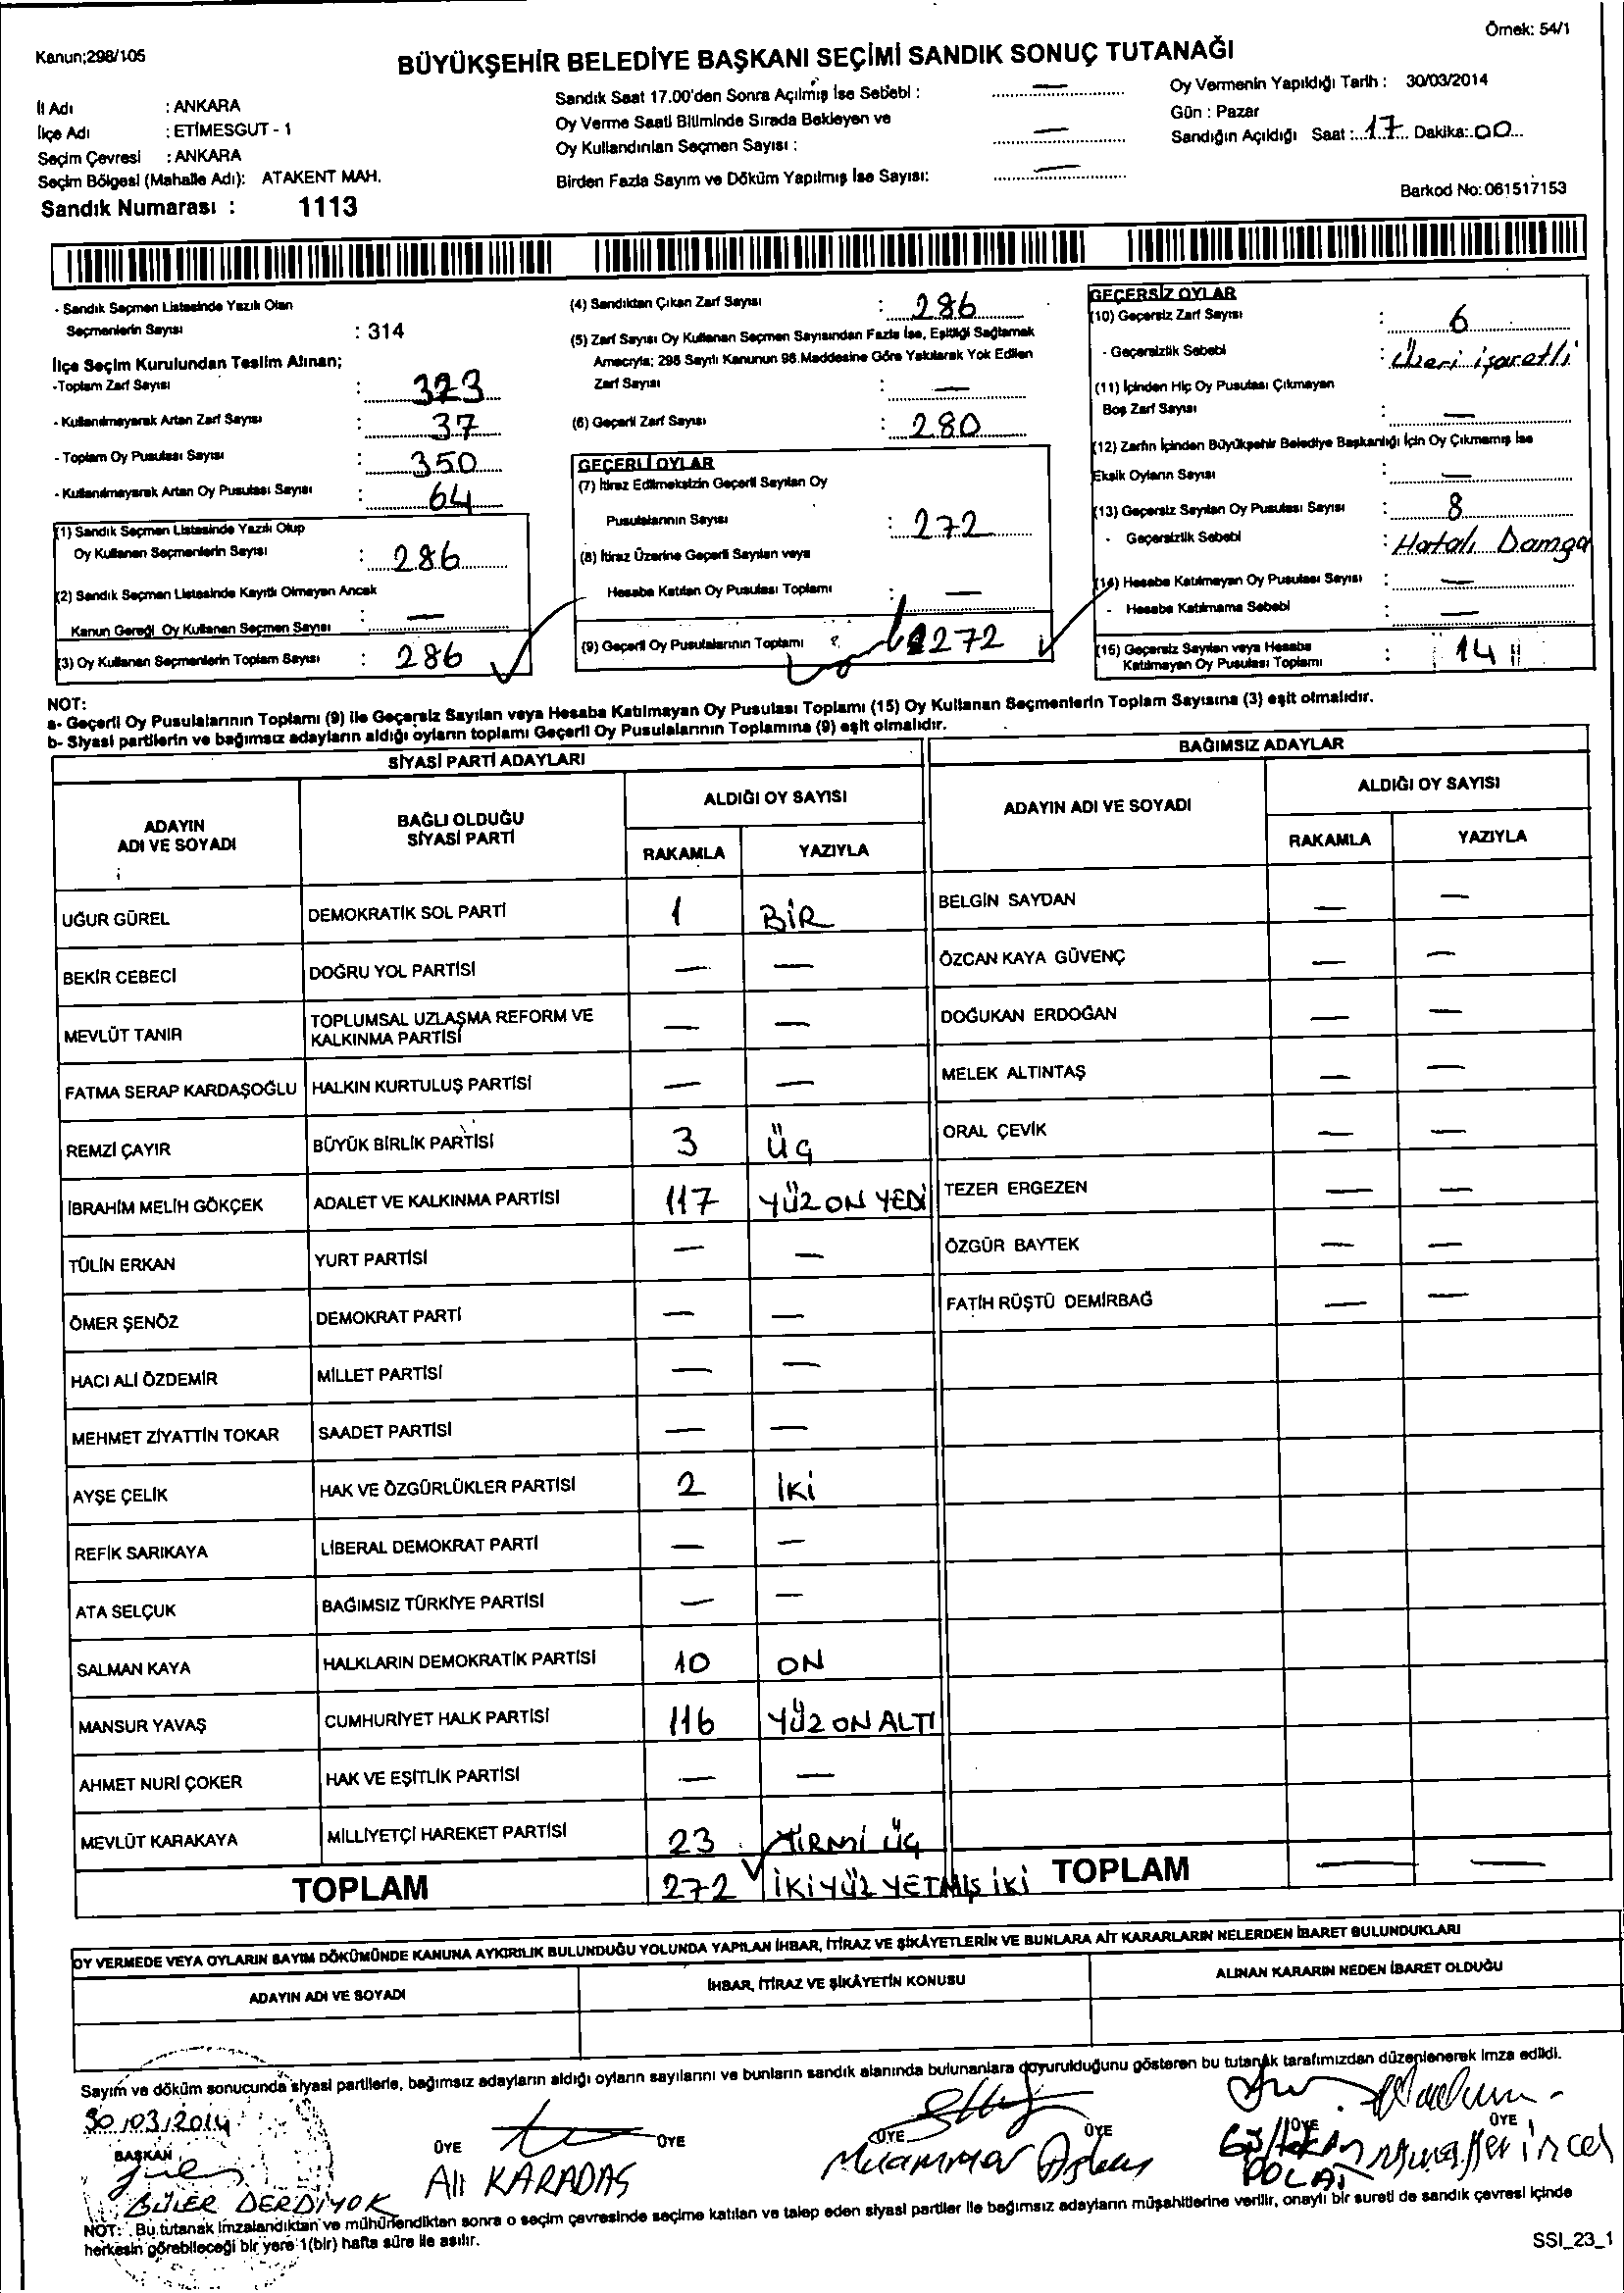 Örnek: 54/1
Kanun;298/105
BÜYÜKŞEHİR BELEDİYE BAŞKANI SEÇİMİ SANDIK SONUÇ TUTANAĞI
İl Adı : ANKARA
İlçe Adı : ETİMESGUT - 1
Seçim Çevresi : ANKARA
Seçim Bölgesi (Mahalle Adı): ATAKENT MAH.
Sandık Numarası : 1113
Sandık Saat 17.00'den Sonra Açılmış İse Sebebi : —
Oy Verme Saati Bitiminde Sırada Bekleyen ve
Oy Kullandırılan Seçmen Sayısı : —
Birden Fazla Sayım ve Döküm Yapılmış İse Sayısı: —
Oy Vermenin Yapıldığı Tarih : 30/03/2014
Gün : Pazar
Sandığın Açıldığı Saat : 17 Dakika: 00
Barkod No: 061517153
- Sandık Seçmen Listesinde Yazılı Olan
Seçmenlerin Sayısı : 314
İlçe Seçim Kurulundan Teslim Alınan;
-Toplam Zarf Sayısı : 323
- Kullanılmayarak Artan Zarf Sayısı : 37
- Toplam Oy Pusulası Sayısı : 350
- Kullanılmayarak Artan Oy Pusulası Sayısı : 64
(1) Sandık Seçmen Listesinde Yazılı Olup
Oy Kullanan Seçmenlerin Sayısı : 286
(2) Sandık Seçmen Listesinde Kayıtlı Olmayan Ancak
Kanun Gereği Oy Kullanan Seçmen Sayısı : —
(3) Oy Kullanan Seçmenlerin Toplam Sayısı : 286
(4) Sandıktan Çıkan Zarf Sayısı : 286
(5) Zarf Sayısı Oy Kullanan Seçmen Sayısından Fazla İse, Eşitliği Sağlamak
Amacıyla; 298 Sayılı Kanunun 98.Maddesine Göre Yakılarak Yok Edilen
Zarf Sayısı : —
(6) Geçerli Zarf Sayısı : 280
GEÇERLİ OYLAR
(7) İtiraz Edilmeksizin Geçerli Sayılan Oy
Pusulalarının Sayısı : 272
(8) İtiraz Üzerine Geçerli Sayılan veya
Hesaba Katılan Oy Pusulası Toplamı : —
(9) Geçerli Oy Pusulalarının Toplamı : 272
GEÇERSİZ OYLAR
(10) Geçersiz Zarf Sayısı : 6
- Geçersizlik Sebebi : Üzeri işaretli
(11) İçinden Hiç Oy Pusulası Çıkmayan
Boş Zarf Sayısı : —
(12) Zarfın İçinden Büyükşehir Belediye Başkanlığı İçin Oy Çıkmamış İse
Eksik Oyların Sayısı : —
(13) Geçersiz Sayılan Oy Pusulası Sayısı : 8
- Geçersizlik Sebebi : Hatalı Damga
(14) Hesaba Katılmayan Oy Pusulası Sayısı : —
- Hesaba Katılmama Sebebi : —
(15) Geçersiz Sayılan veya Hesaba
Katılmayan Oy Pusulası Toplamı : 14
NOT:
a- Geçerli Oy Pusulalarının Toplamı (9) ile Geçersiz Sayılan veya Hesaba Katılmayan Oy Pusulası Toplamı (15) Oy Kullanan Seçmenlerin Toplam Sayısına (3) eşit olmalıdır.
b- Siyasi partilerin ve bağımsız adayların aldığı oyların toplamı Geçerli Oy Pusulalarının Toplamına (9) eşit olmalıdır.
SİYASİ PARTİ ADAYLARI
ADAYIN ADI VE SOYADI
BAĞLI OLDUĞU SİYASİ PARTİ
ALDIĞI OY SAYISI
RAKAMLA YAZIYLA
UĞUR GÜREL DEMOKRATİK SOL PARTİ 1 BİR
BEKİR CEBECİ DOĞRU YOL PARTİSİ — —
MEVLÜT TANIR TOPLUMSAL UZLAŞMA REFORM VE KALKINMA PARTİSİ — —
FATMA SERAP KARDAŞOĞLU HALKIN KURTULUŞ PARTİSİ — —
REMZİ ÇAYIR BÜYÜK BİRLİK PARTİSİ 3 ÜÇ
İBRAHİM MELİH GÖKÇEK ADALET VE KALKINMA PARTİSİ 117 YÜZ ON YEDİ
TÜLİN ERKAN YURT PARTİSİ — —
ÖMER ŞENÖZ DEMOKRAT PARTİ — —
HACI ALİ ÖZDEMİR MİLLET PARTİSİ — —
MEHMET ZİYATTİN TOKAR SAADET PARTİSİ — —
AYŞE ÇELİK HAK VE ÖZGÜRLÜKLER PARTİSİ 2 İKİ
REFİK SARIKAYA LİBERAL DEMOKRAT PARTİ — —
ATA SELÇUK BAĞIMSIZ TÜRKİYE PARTİSİ — —
SALMAN KAYA HALKLARIN DEMOKRATİK PARTİSİ 10 ON
MANSUR YAVAŞ CUMHURİYET HALK PARTİSİ 116 YÜZ ON ALTI
AHMET NURİ ÇOKER HAK VE EŞİTLİK PARTİSİ — —
MEVLÜT KARAKAYA MİLLİYETÇİ HAREKET PARTİSİ 23 YİRMİ ÜÇ
TOPLAM 272 İKİ YÜZ YETMİŞ İKİ
BAĞIMSIZ ADAYLAR
ADAYIN ADI VE SOYADI
ALDIĞI OY SAYISI
RAKAMLA YAZIYLA
BELGİN SAYDAN — —
ÖZCAN KAYA GÜVENÇ — —
DOĞUKAN ERDOĞAN — —
MELEK ALTINTAŞ — —
ORAL ÇEVİK — —
TEZER ERGEZEN — —
ÖZGÜR BAYTEK — —
FATİH RÜŞTÜ DEMİRBAĞ — —
TOPLAM — —
OY VERMEDE VEYA OYLARIN SAYIM DÖKÜMÜNDE KANUNA AYKIRILIK BULUNDUĞU YOLUNDA YAPILAN İHBAR, İTİRAZ VE ŞİKÂYETLERİN VE BUNLARA AİT KARARLARIN NELERDEN İBARET BULUNDUKLARI
ADAYIN ADI VE SOYADI
İHBAR, İTİRAZ VE ŞİKÂYETİN KONUSU
ALINAN KARARIN NEDEN İBARET OLDUĞU
Sayım ve döküm sonucunda siyasi partilerle, bağımsız adayların aldığı oyların sayılarını ve bunların sandık alanında bulunanlara duyurulduğunu gösteren bu tutanak tarafımızdan düzenlenerek imza edildi.
30/03/2014
BAŞKAN ÜYE ÜYE ÜYE ÜYE ÜYE ÜYE
GÜLER DERDİYOK
Ali KARADAŞ
Muammer
POLAT
Muzaffer incel
NOT: Bu tutanak imzalandıktan ve mühürlendikten sonra o seçim çevresinde seçime katılan ve talep eden siyasi partiler ile bağımsız adayların müşahitlerine verilir, onaylı bir sureti de sandık çevresi içinde
herkesin görebileceği bir yere 1(bir) hafta süre ile asılır.
SSI_23_1